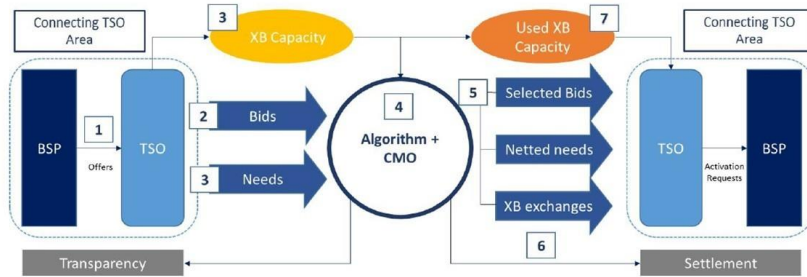 Connecting TSO
Area
3
XB Capacity
Used XB
Capacity
7
Connecting TSO
Area
BSP
1
Offers
TSO
2
Bids
3
Needs
4
Algorithm +
CMO
5
Selected Bids
Netted needs
XB exchanges
TSO
Activation
Requests
BSP
6
Transparency
Settlement